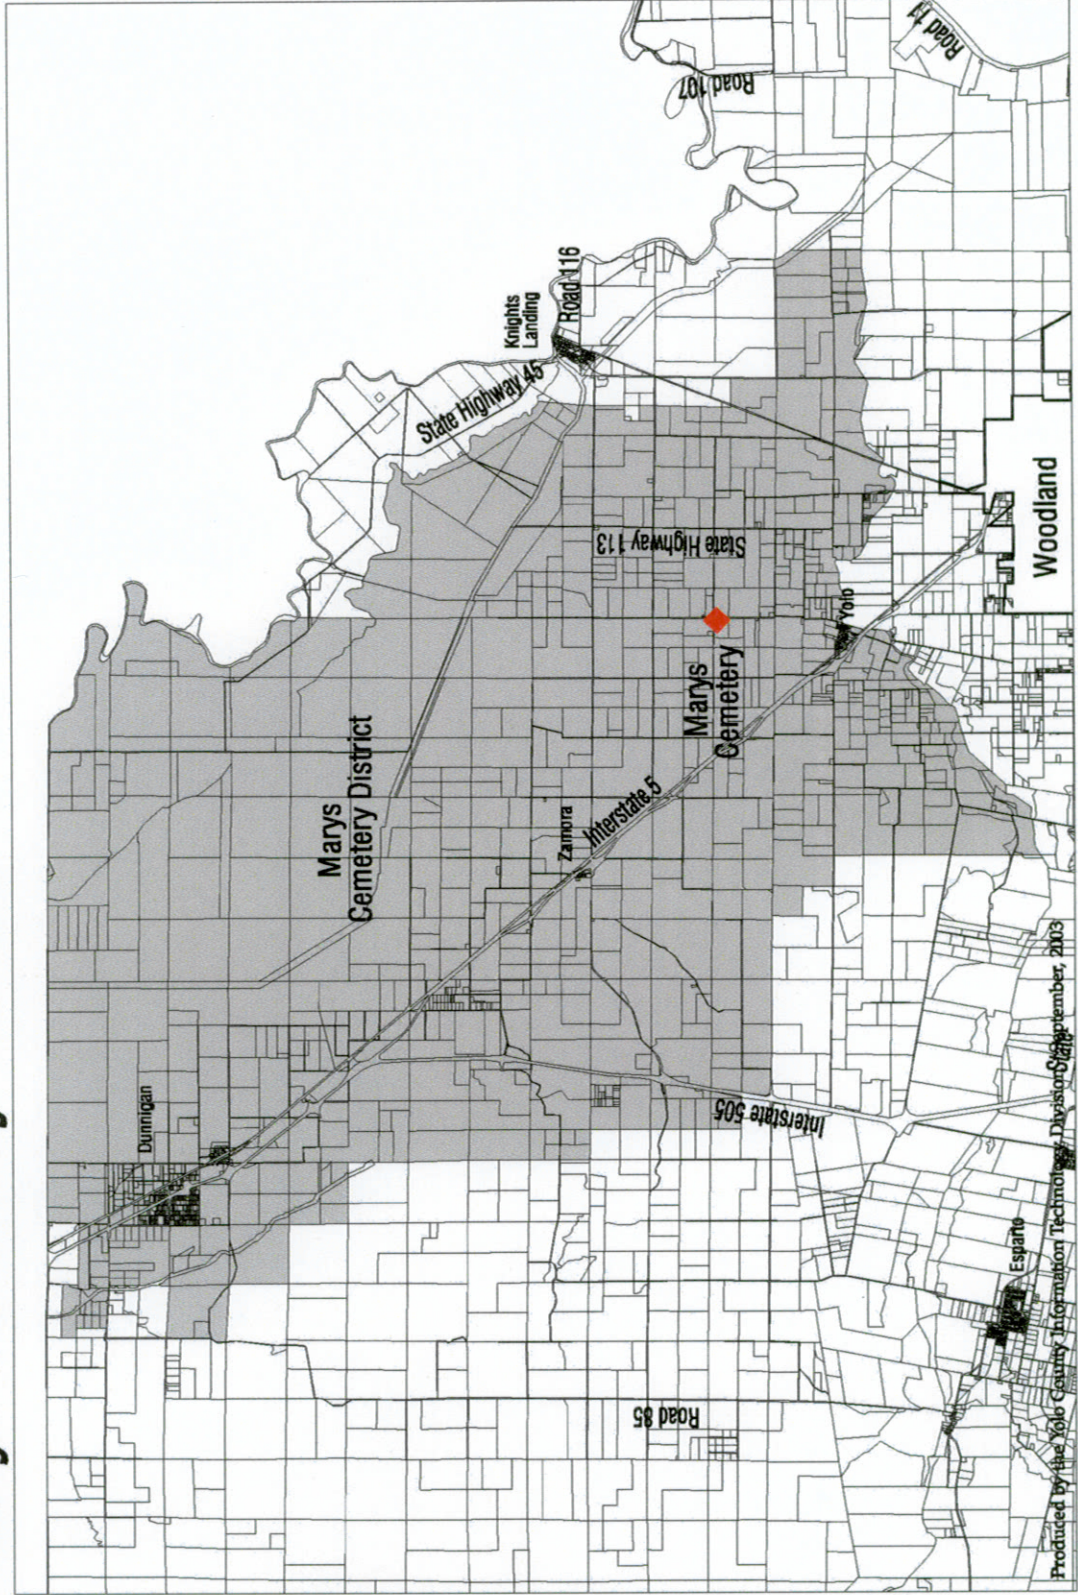 Dunnigan
Marys
Cemetery District
Knights
Landing
Road 116
State Highway 45
Road 107
Road 11
Zamora
Interstate 5
Marys
Cemetery
State Highway 113
Yolo
Woodland
Interstate 505
Road 85
Esparto
Produced by the Yolo County Information Technology Division, September, 2003